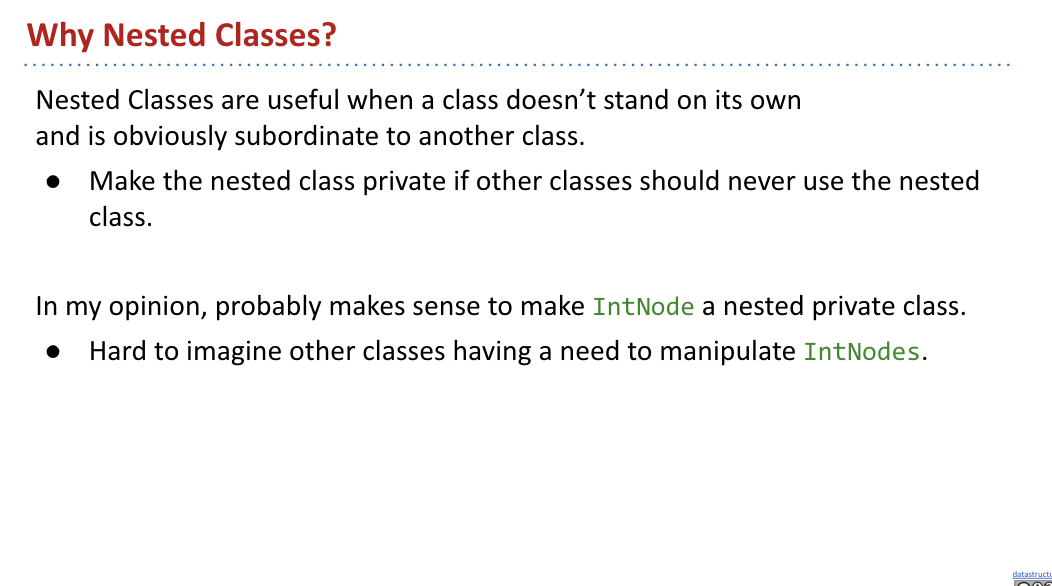 Why Nested Classes?
Nested Classes are useful when a class doesn’t stand on its own
and is obviously subordinate to another class.
● Make the nested class private if other classes should never use the nested
class.
In my opinion, probably makes sense to make IntNode a nested private class.
● Hard to imagine other classes having a need to manipulate IntNodes.
datastructu